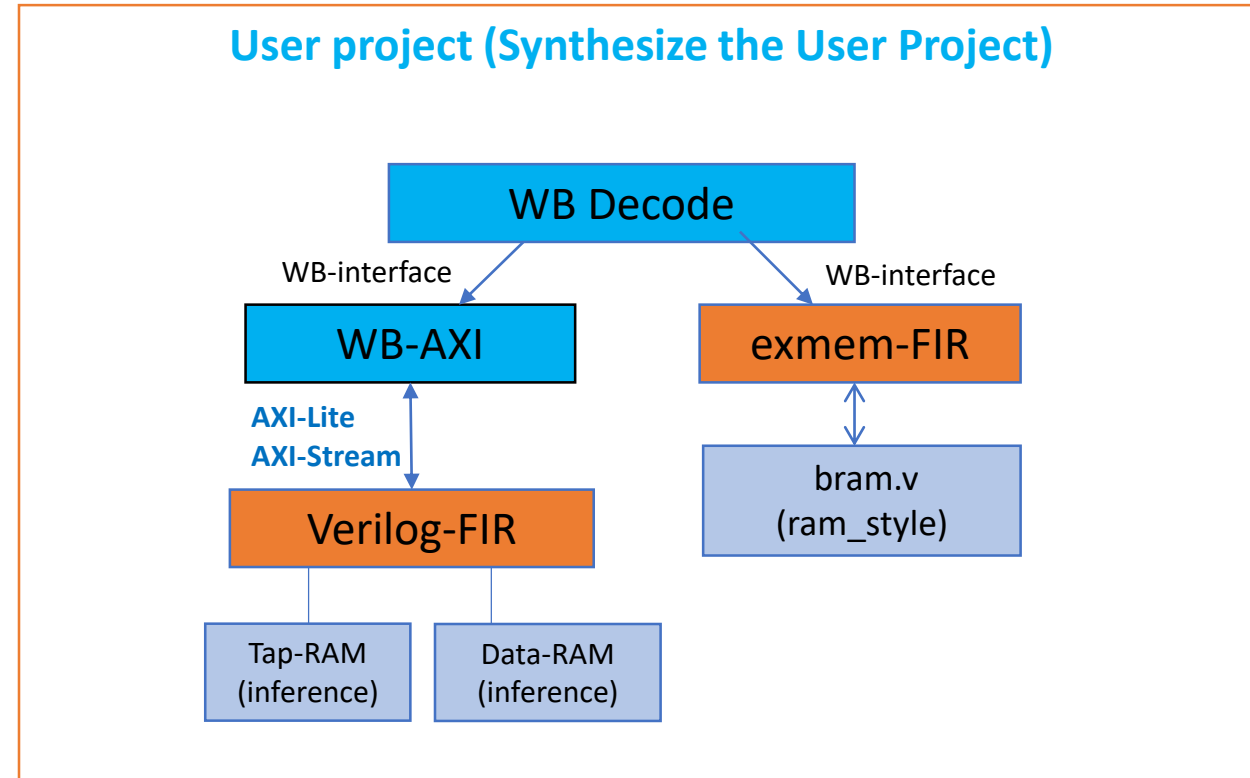 User project (Synthesize the User Project)
WB Decode
WB-interface
WB-interface
WB-AXI
exmem-FIR
AXI-Lite
AXI-Stream
bram.v
(ram_style)
Verilog-FIR
Tap-RAM
(inference)
Data-RAM
(inference)